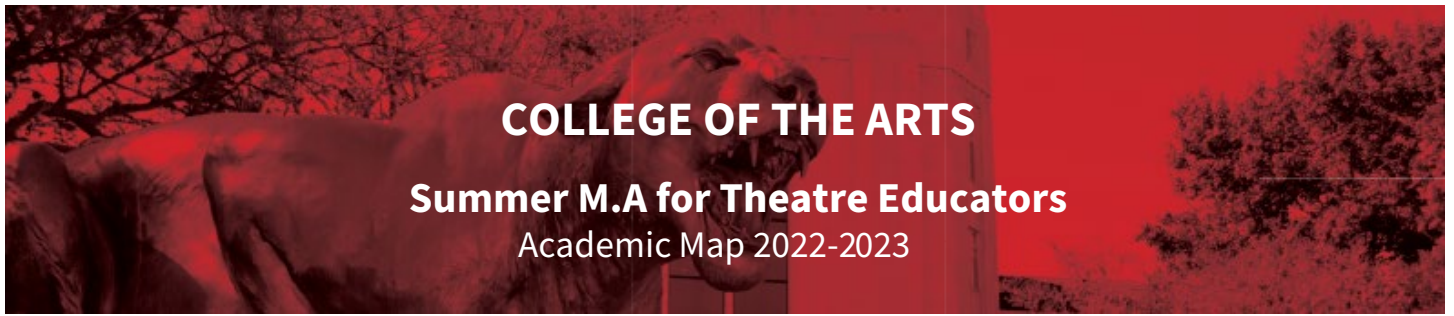 COLLEGE OF THE ARTS
Summer M.A for Theatre Educators
Academic Map 2022-2023